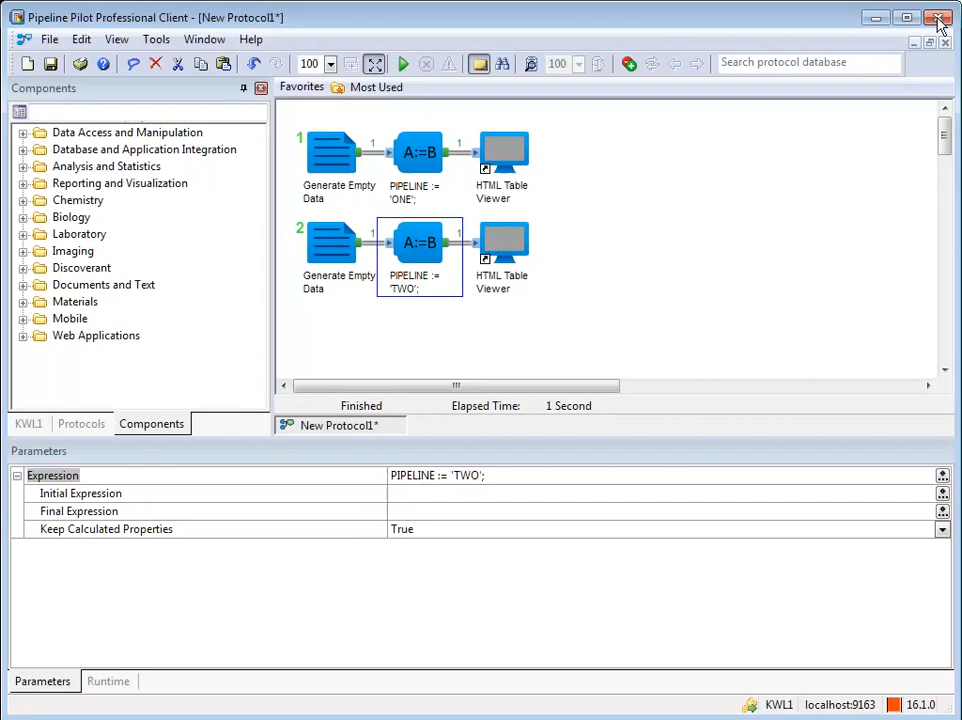 Pipeline Pilot Professional Client - [New Protocol1*]
File Edit View Tools Window Help
100 100 Search protocol database
Components
Favorites Most Used
Data Access and Manipulation
Database and Application Integration
Analysis and Statistics
Reporting and Visualization
Chemistry
Biology
Laboratory
Imaging
Discoverant
Documents and Text
Materials
Mobile
Web Applications
1 1 A:=B 1
Generate Empty Data
PIPELINE := 'ONE';
HTML Table Viewer
2 1 A:=B 1
Generate Empty Data
PIPELINE := 'TWO';
HTML Table Viewer
Finished Elapsed Time: 1 Second
KWL1 Protocols Components
New Protocol1*
Parameters
Expression PIPELINE := 'TWO';
Initial Expression
Final Expression
Keep Calculated Properties True
Parameters Runtime
KWL1 localhost:9163 16.1.0